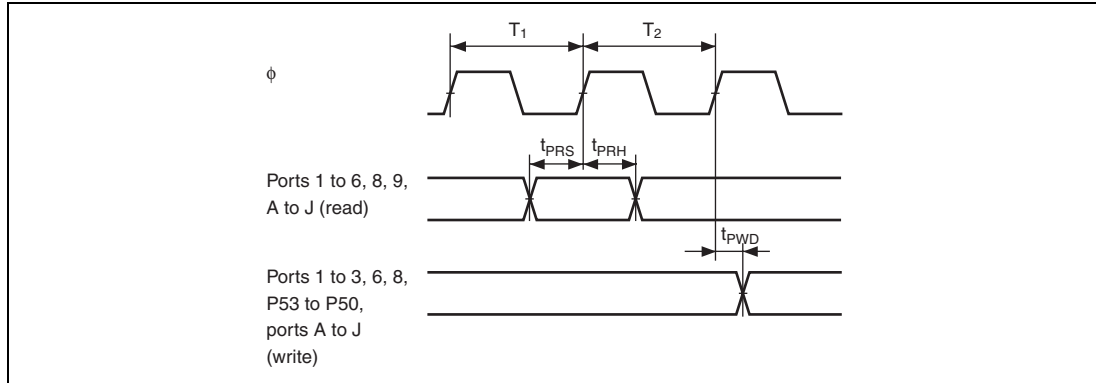 T1 T2
ϕ
tPRS tPRH
Ports 1 to 6, 8, 9,
A to J (read)
tPWD
Ports 1 to 3, 6, 8,
P53 to P50,
ports A to J
(write)